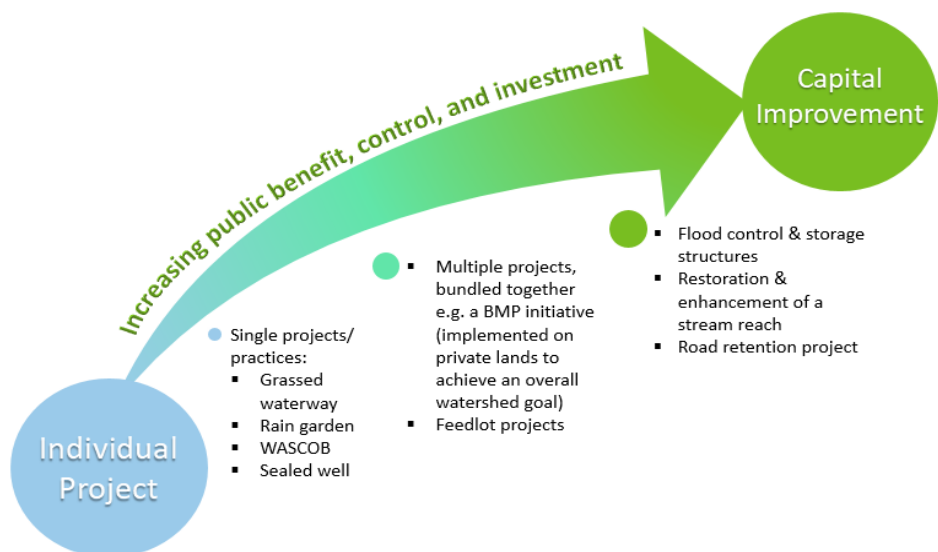 Capital
Improvement
Increasing public benefit, control, and investment
▪ Flood control & storage
structures
▪ Restoration &
enhancement of a
stream reach
▪ Road retention project
▪ Multiple projects,
bundled together
e.g. a BMP initiative
(implemented on
private lands to
achieve an overall
watershed goal)
▪ Feedlot projects
Single projects/
practices:
▪ Grassed
waterway
▪ Rain garden
▪ WASCOB
▪ Sealed well
Individual
Project